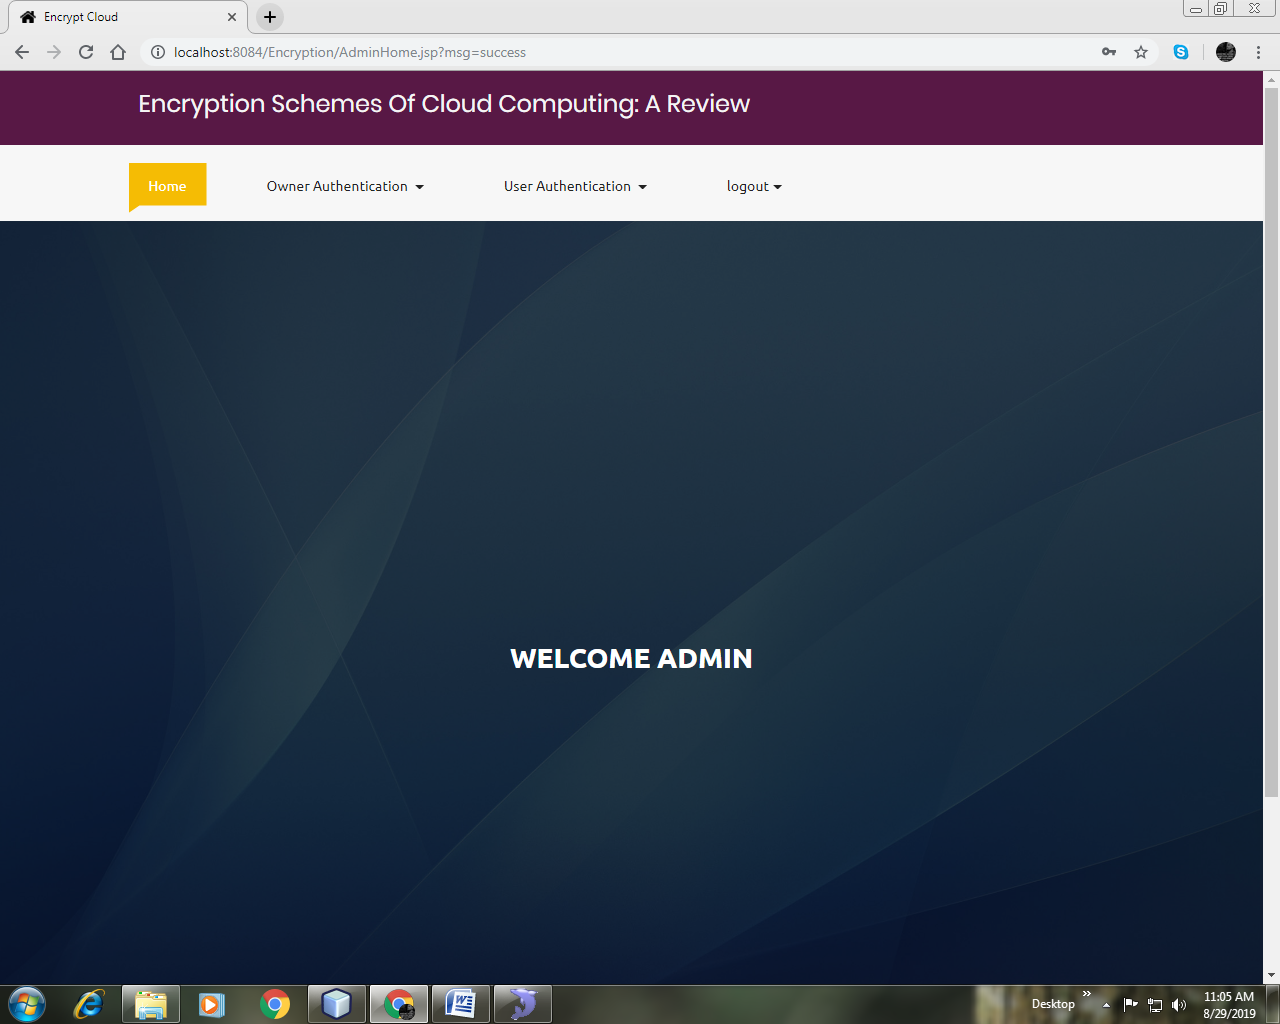 Encrypt Cloud
localhost:8084/Encryption/AdminHome.jsp?msg=success
Encryption Schemes Of Cloud Computing: A Review
Home Owner Authentication User Authentication logout
WELCOME ADMIN
Desktop
11:05 AM
8/29/2019